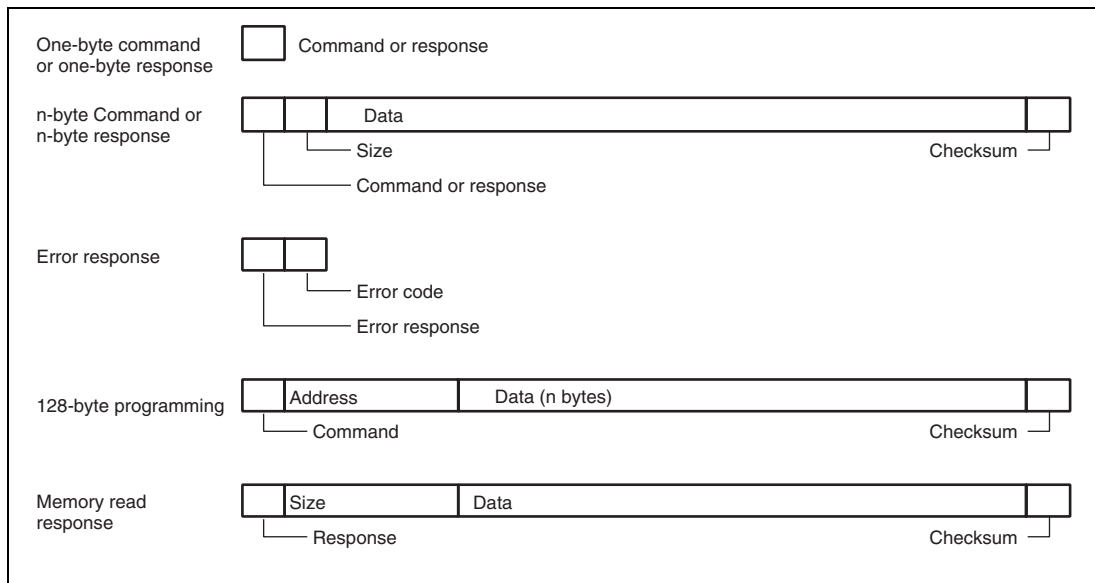 One-byte command
or one-byte response
Command or response
n-byte Command or
n-byte response
Data
Size
Checksum
Command or response
Error response
Error code
Error response
128-byte programming
Address
Data (n bytes)
Command
Checksum
Memory read
response
Size
Data
Response
Checksum